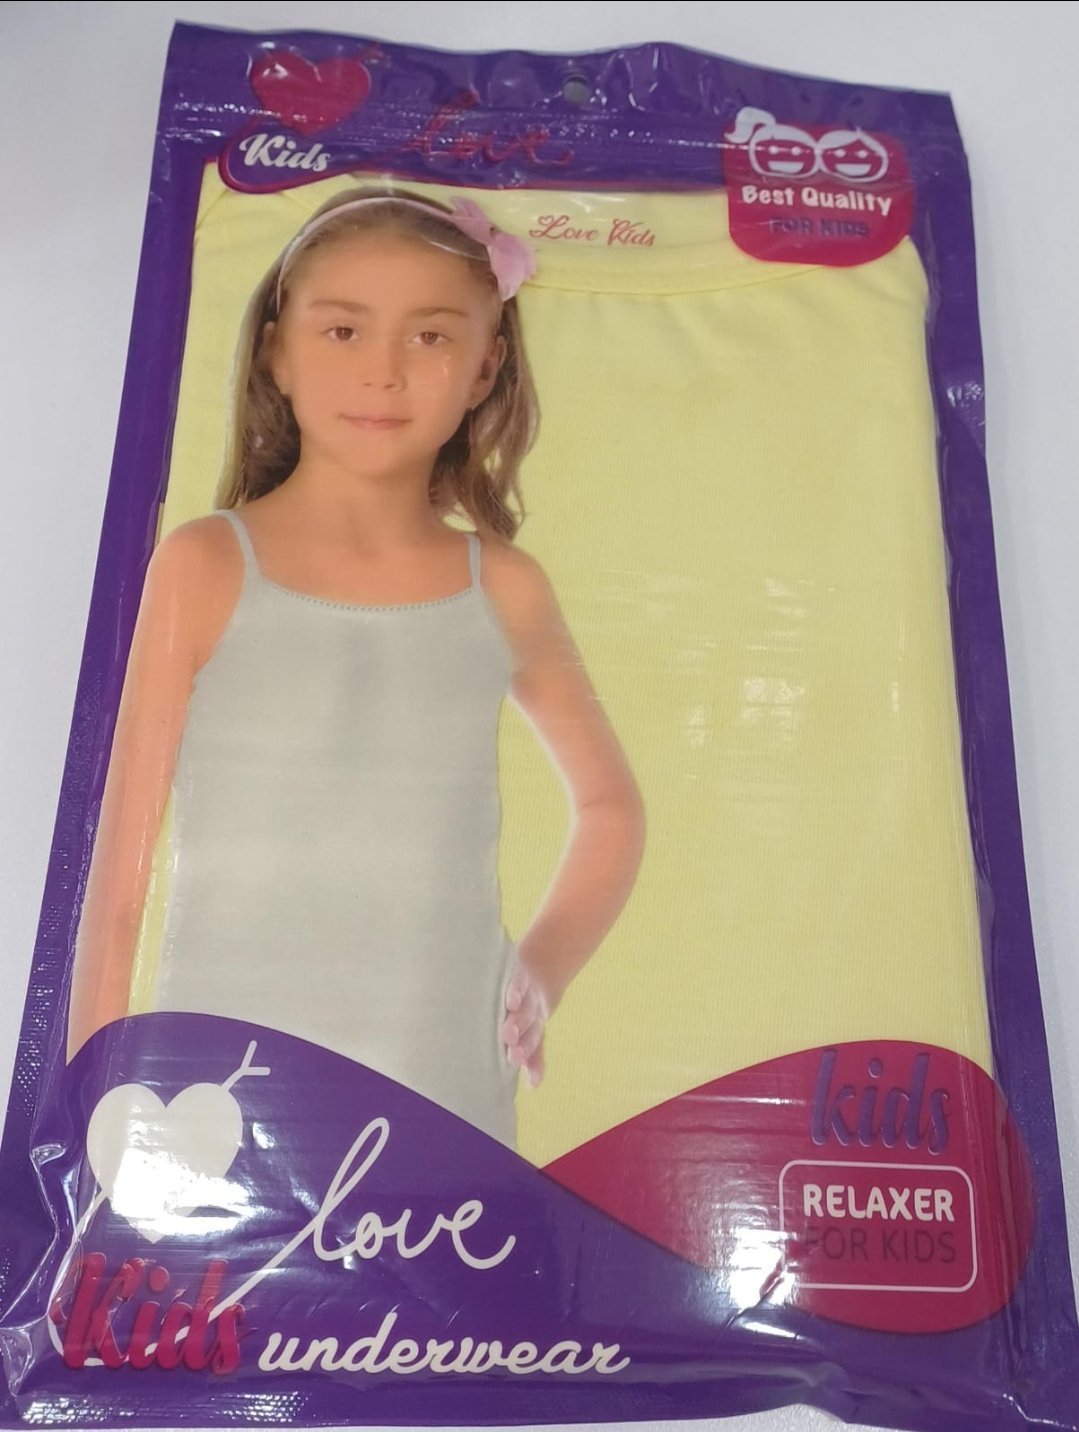 Kids
love
Best Quality
FOR KIDS
Love Kids
kids
RELAXER
FOR KIDS
love
Kids underwear